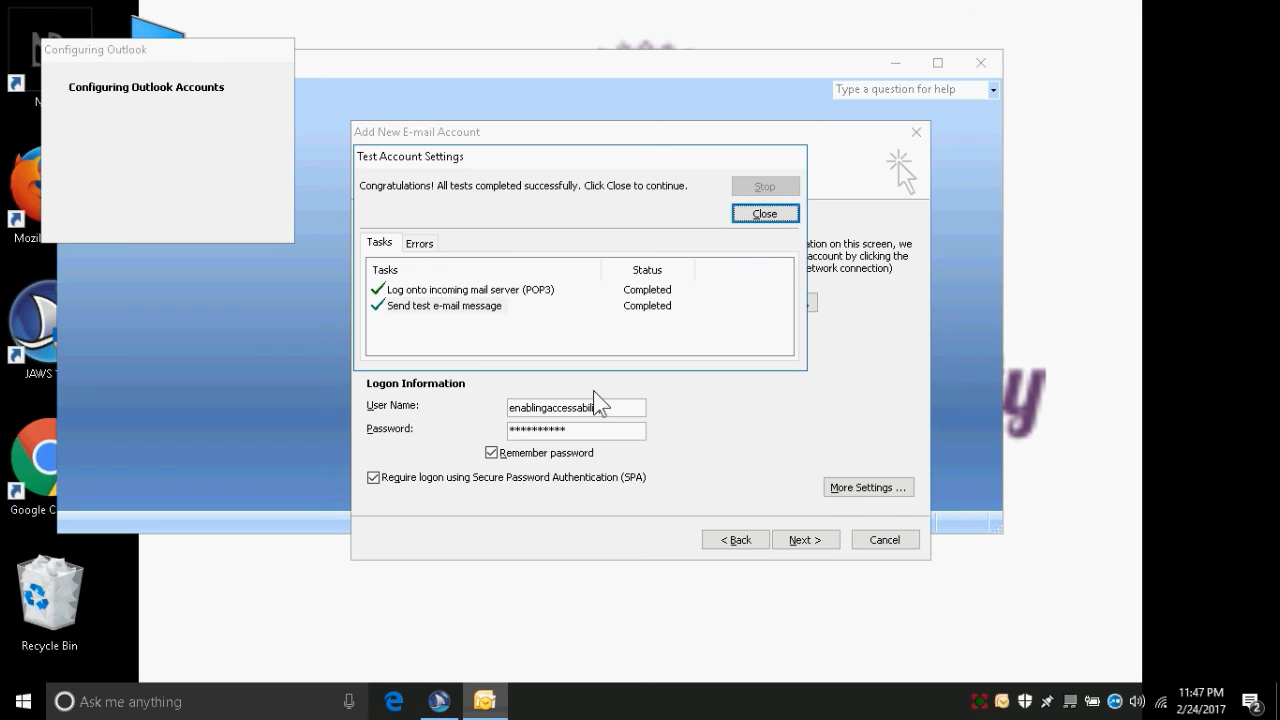 Configuring Outlook
Configuring Outlook Accounts
Type a question for help
Add New E-mail Account
Test Account Settings
Congratulations! All tests completed successfully. Click Close to continue.
Stop
Close
Tasks
Errors
Tasks Status
Log onto incoming mail server (POP3) Completed
Send test e-mail message Completed
tion on this screen, we
account by clicking the
etwork connection)
Logon Information
User Name: enablingaccessabili
Password: **********
Remember password
Require logon using Secure Password Authentication (SPA)
More Settings ...
< Back
Next >
Cancel
N
Mozil
JAWS
Google C
Recycle Bin
y
Ask me anything
11:47 PM
2/24/2017
2